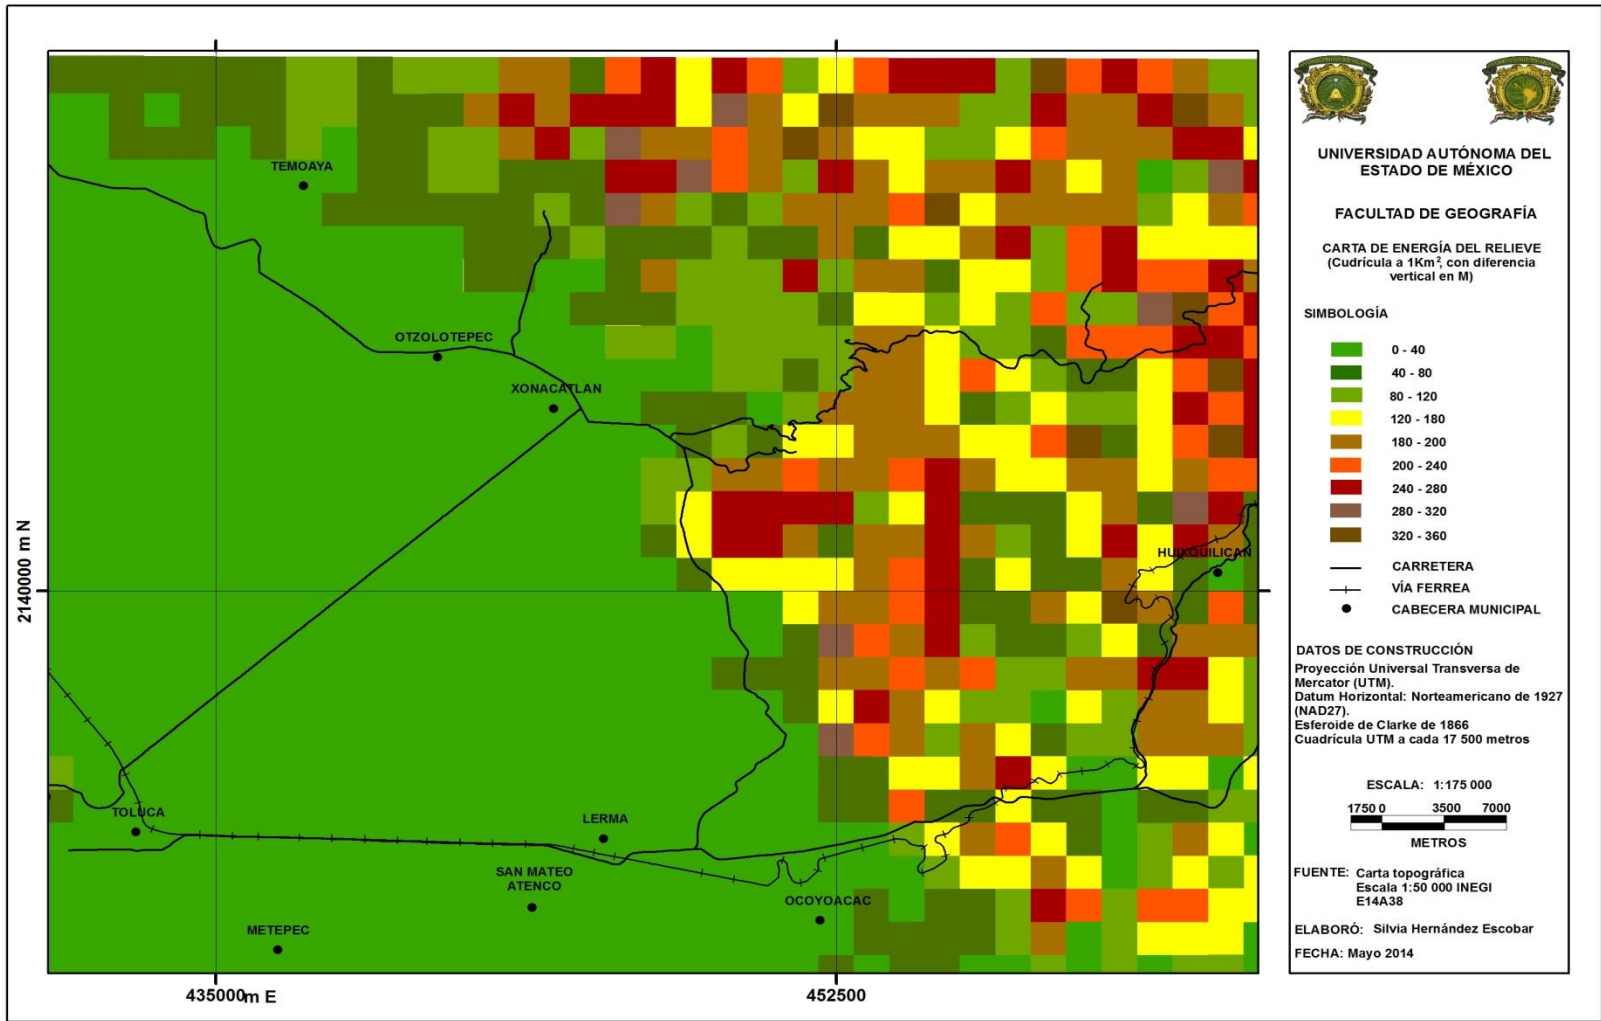 TEMOAYA
OTZOLOTEPEC
XONACATLAN
HUIXQUILICAN
TOLUCA
LERMA
SAN MATEO
ATENCO
OCOYOACAC
METEPEC
2140000 m N
435000 m E
452500
UNIVERSIDAD AUTÓNOMA DEL
ESTADO DE MÉXICO
FACULTAD DE GEOGRAFÍA
CARTA DE ENERGÍA DEL RELIEVE
(Cudrícula a 1Km², con diferencia
vertical en M)
SIMBOLOGÍA
0 - 40
40 - 80
80 - 120
120 - 180
180 - 200
200 - 240
240 - 280
280 - 320
320 - 360
CARRETERA
VÍA FERREA
CABECERA MUNICIPAL
DATOS DE CONSTRUCCIÓN
Proyección Universal Transversa de
Mercator (UTM).
Datum Horizontal: Norteamericano de 1927
(NAD27).
Esferoide de Clarke de 1866
Cuadrícula UTM a cada 17 500 metros
ESCALA: 1:175 000
1750 0 3500 7000
METROS
FUENTE: Carta topográfica
Escala 1:50 000 INEGI
E14A38
ELABORÓ: Silvia Hernández Escobar
FECHA: Mayo 2014